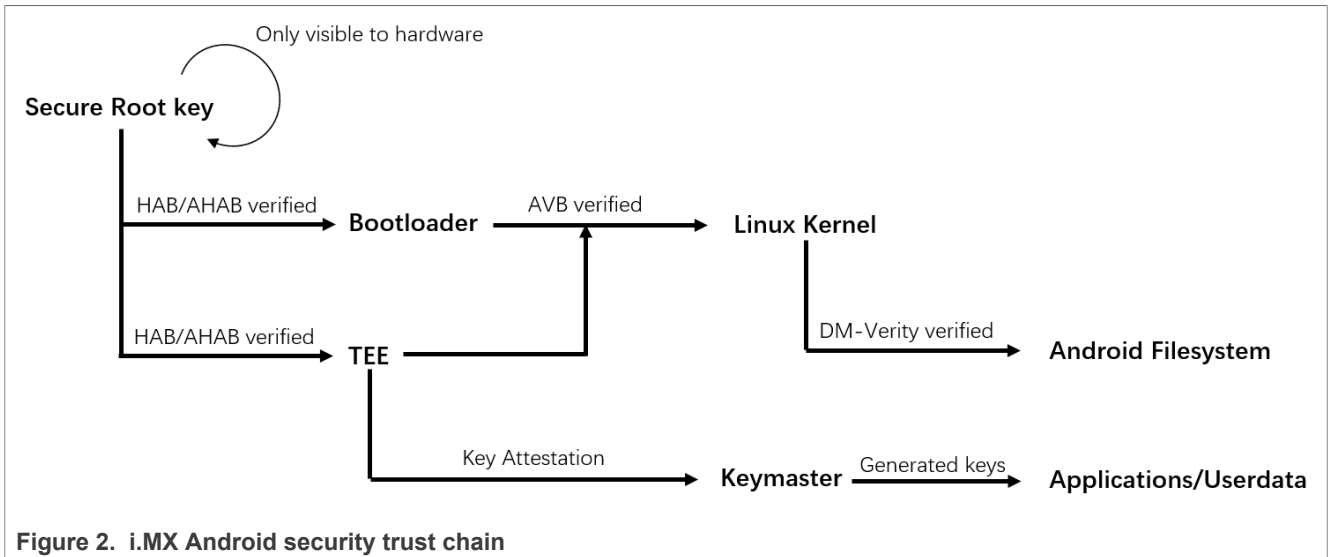 Only visible to hardware
Secure Root key
HAB/AHAB verified
Bootloader
AVB verified
Linux Kernel
HAB/AHAB verified
TEE
DM-Verity verified
Android Filesystem
Key Attestation
Keymaster
Generated keys
Applications/Userdata
Figure 2. i.MX Android security trust chain